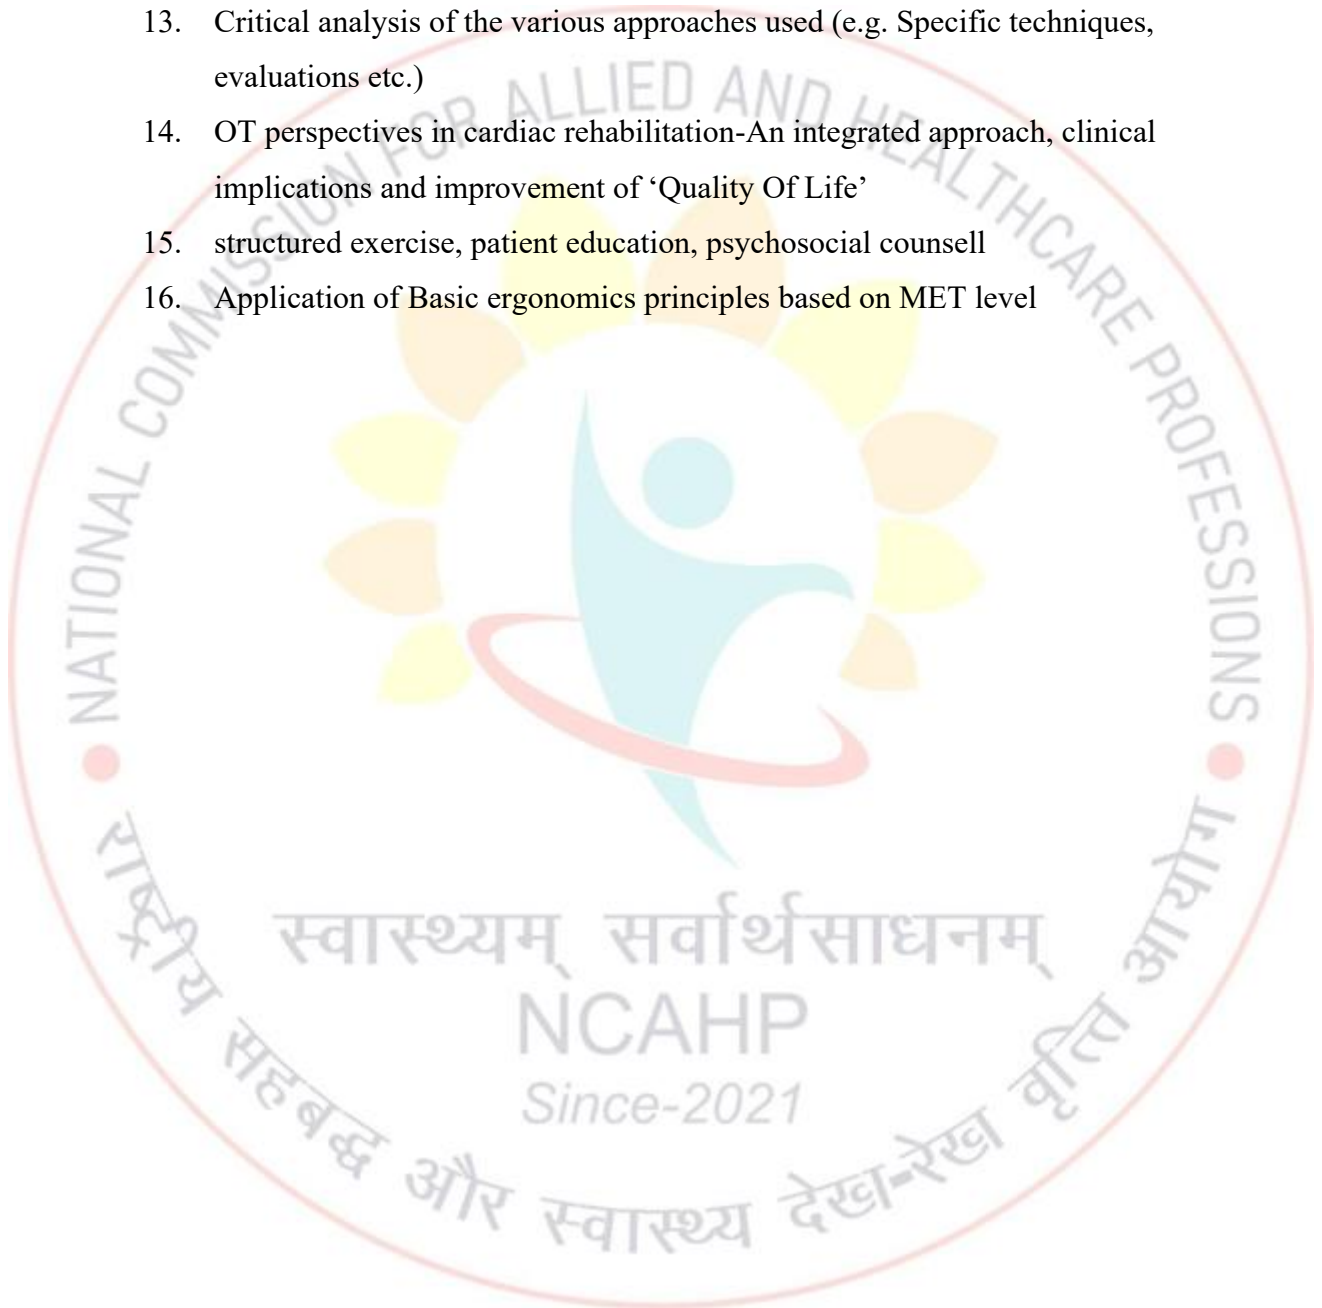 13. Critical analysis of the various approaches used (e.g. Specific techniques,
evaluations etc.)
14. OT perspectives in cardiac rehabilitation-An integrated approach, clinical
implications and improvement of ‘Quality Of Life’
15. structured exercise, patient education, psychosocial counsell
16. Application of Basic ergonomics principles based on MET level
NATIONAL COMMISSION FOR ALLIED AND HEALTHCARE PROFESSIONS
स्वास्थ्यम् सर्वार्थसाधनम्
NCAHP
Since-2021
राष्ट्रीय सहबद्ध और स्वास्थ्य देख-रेख वृत्ति आयोग